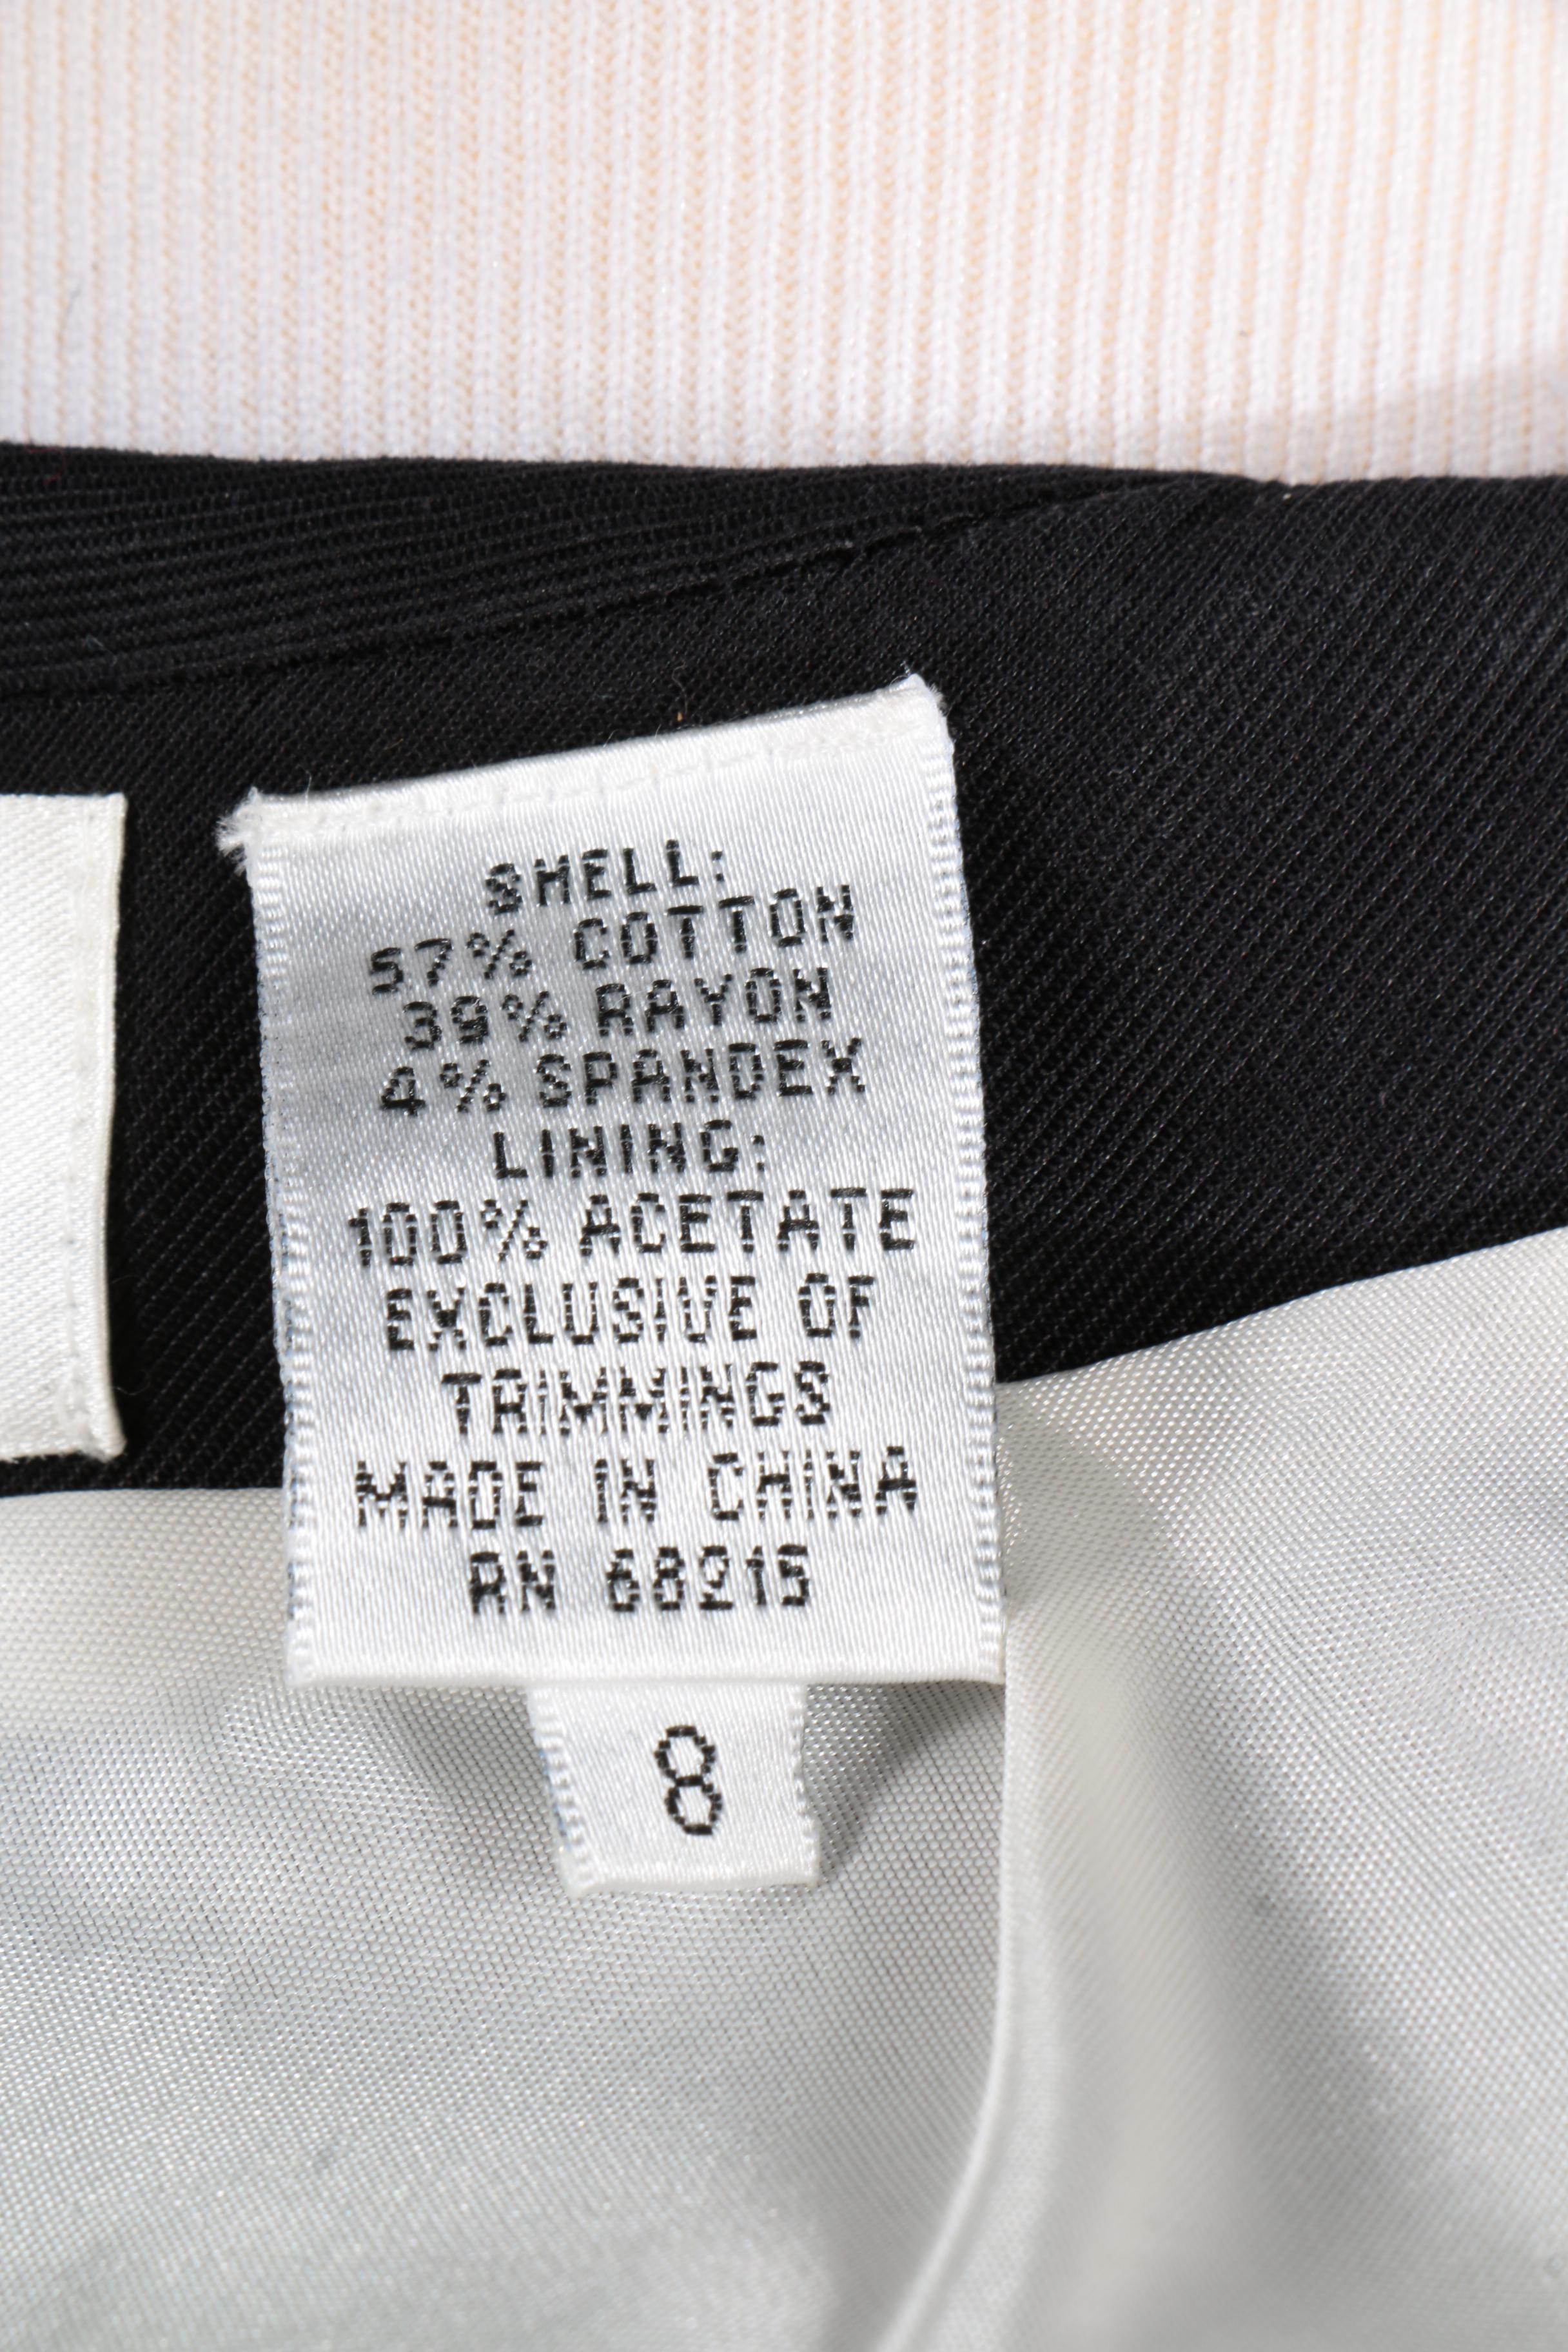 SHELL:
57% COTTON
39% RAYON
4% SPANDEX
LINING:
100% ACETATE
EXCLUSIVE OF
TRIMMINGS
MADE IN CHINA
RN 68215
8